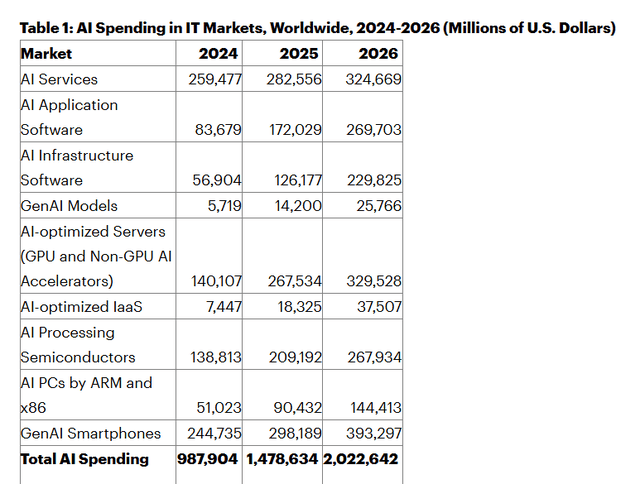 Table 1: AI Spending in IT Markets, Worldwide, 2024-2026 (Millions of U.S. Dollars)
Market 2024 2025 2026
AI Services 259,477 282,556 324,669
AI Application
Software 83,679 172,029 269,703
AI Infrastructure
Software 56,904 126,177 229,825
GenAI Models 5,719 14,200 25,766
AI-optimized Servers
(GPU and Non-GPU AI
Accelerators) 140,107 267,534 329,528
AI-optimized IaaS 7,447 18,325 37,507
AI Processing
Semiconductors 138,813 209,192 267,934
AI PCs by ARM and
x86 51,023 90,432 144,413
GenAI Smartphones 244,735 298,189 393,297
Total AI Spending 987,904 1,478,634 2,022,642